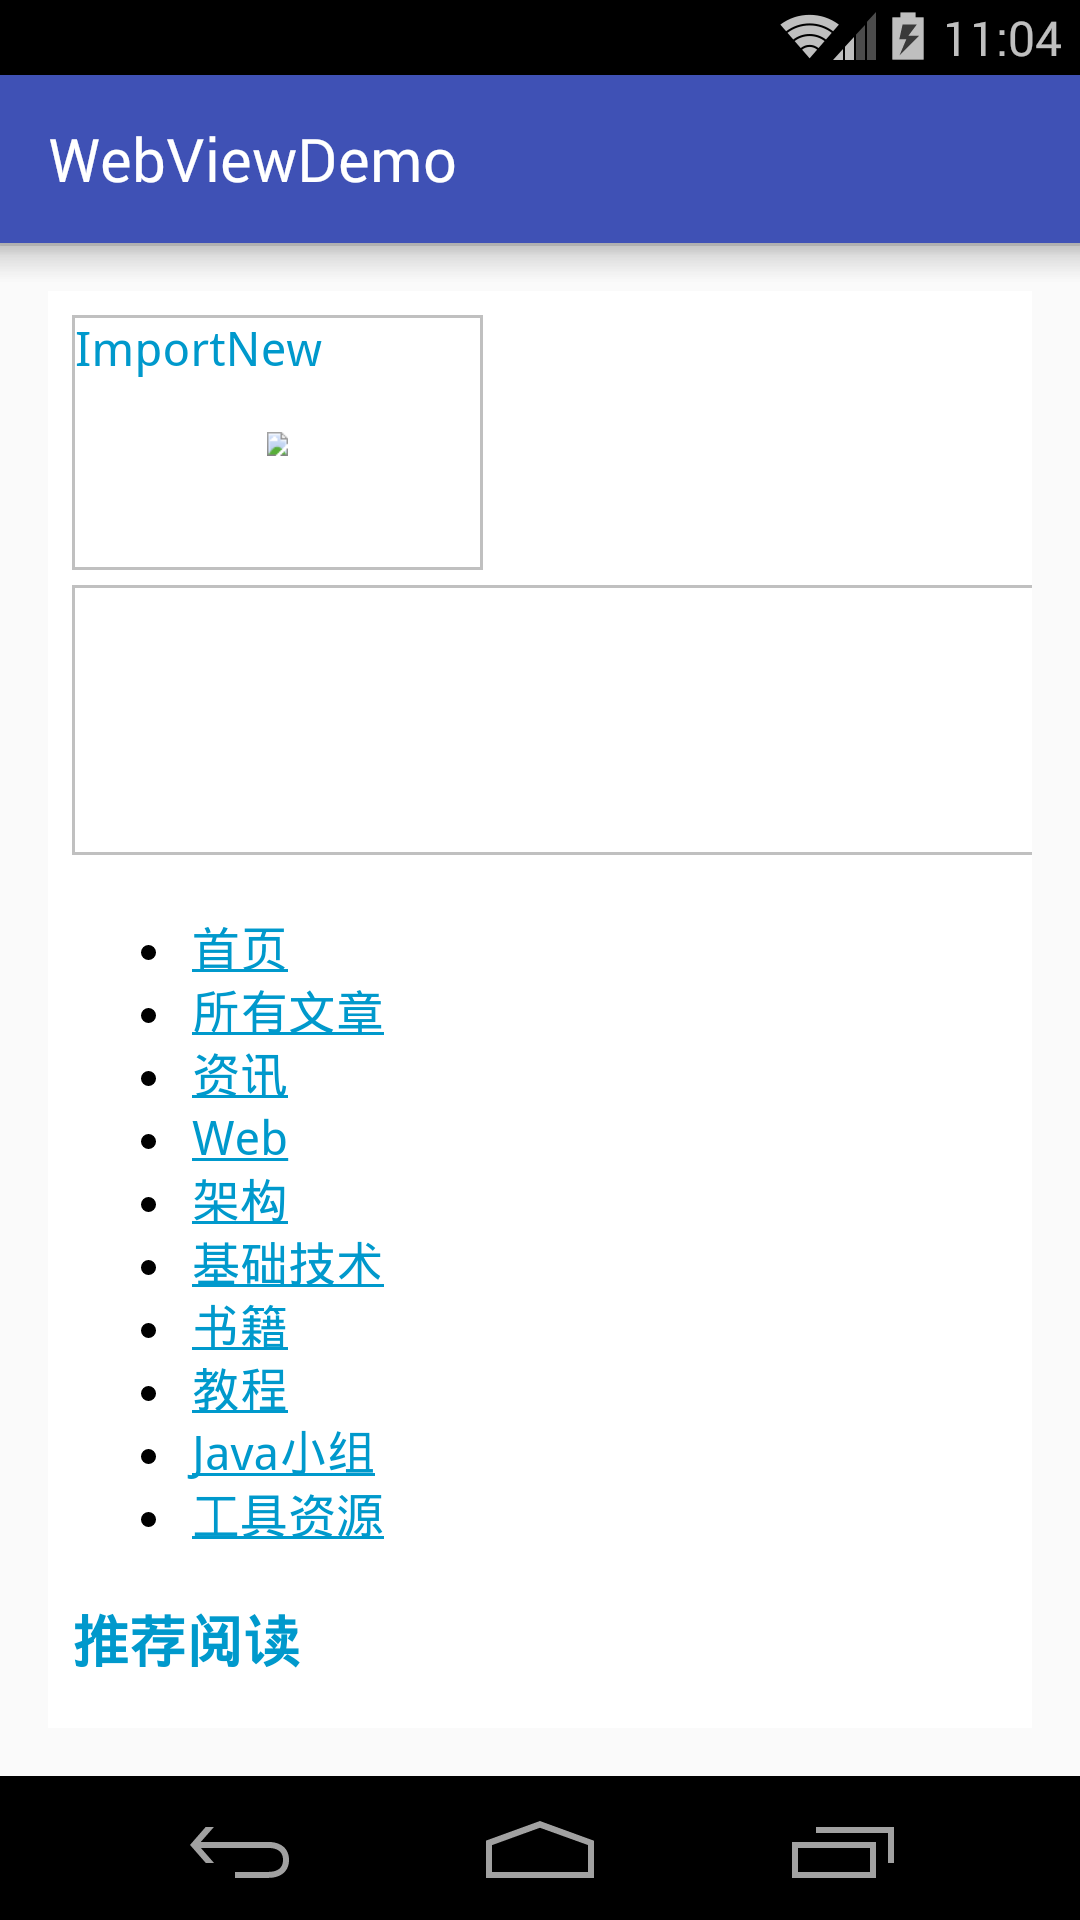 11:04
WebViewDemo
ImportNew
首页
所有文章
资讯
Web
架构
基础技术
书籍
教程
Java小组
工具资源
推荐阅读